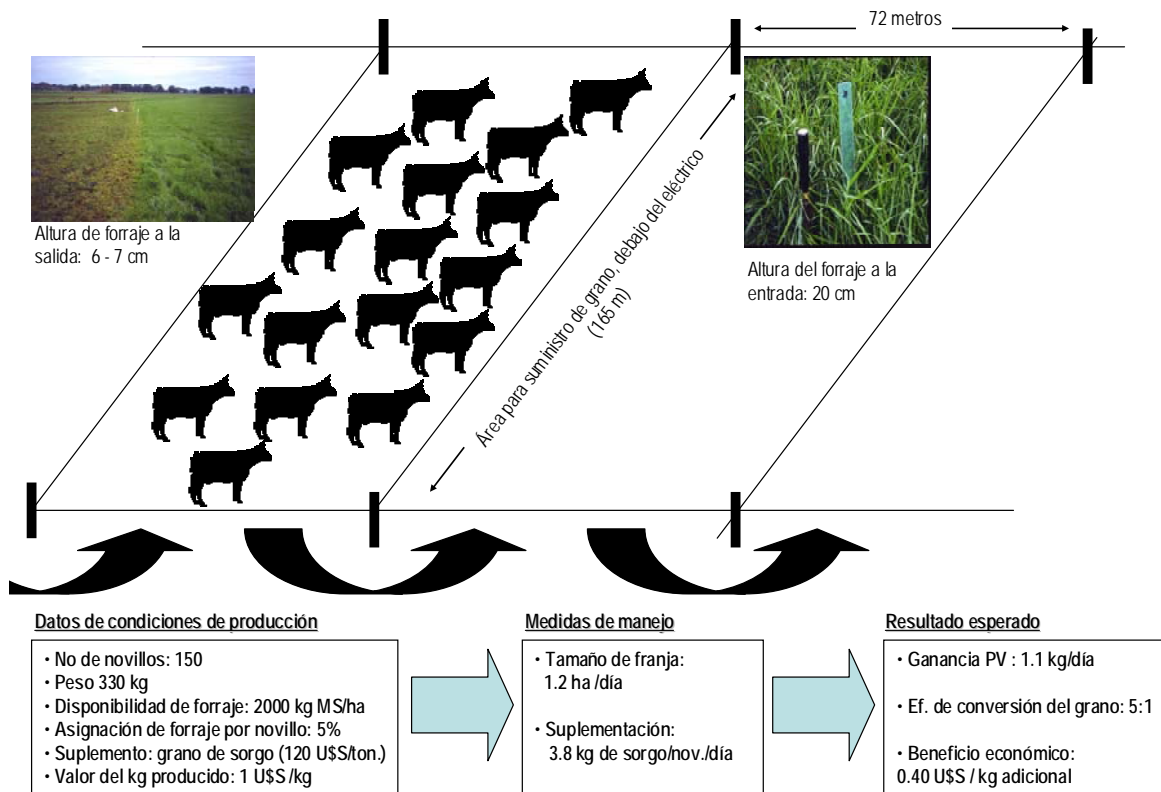 72 metros
Altura de forraje a la
salida: 6 - 7 cm
Área para suministro de grano, debajo del eléctrico
(165 m)
Altura del forraje a la
entrada: 20 cm
Datos de condiciones de producción
• No de novillos: 150
• Peso 330 kg
• Disponibilidad de forraje: 2000 kg MS/ha
• Asignación de forraje por novillo: 5%
• Suplemento: grano de sorgo (120 U$S/ton.)
• Valor del kg producido: 1 U$S /kg
Medidas de manejo
• Tamaño de franja:
1.2 ha /día
• Suplementación:
3.8 kg de sorgo/nov./día
Resultado esperado
• Ganancia PV : 1.1 kg/día
• Ef. de conversión del grano: 5:1
• Beneficio económico:
0.40 U$S / kg adicional